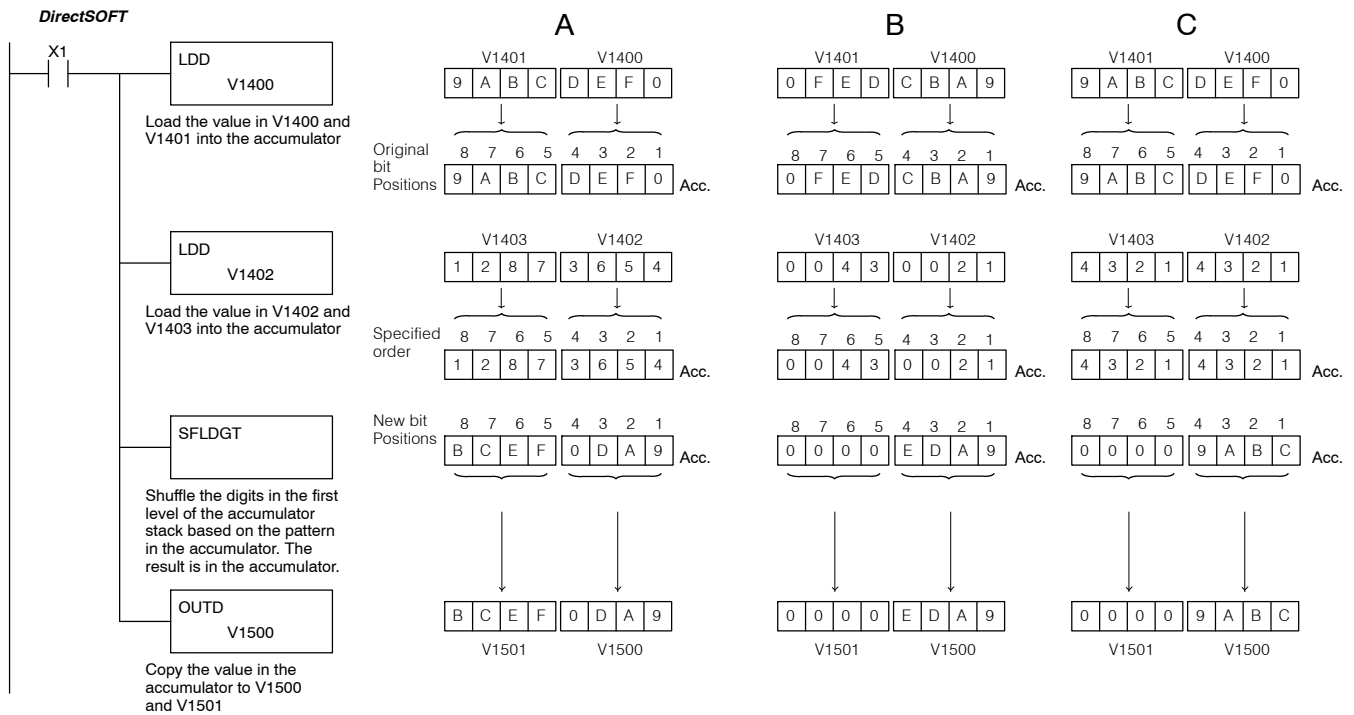 DirectSOFT
X1
LDD
V1400
Load the value in V1400 and
V1401 into the accumulator
LDD
V1402
Load the value in V1402 and
V1403 into the accumulator
SFLDGT
Shuffle the digits in the first
level of the accumulator
stack based on the pattern
in the accumulator. The
result is in the accumulator.
OUTD
V1500
Copy the value in the
accumulator to V1500
and V1501
Original
bit
Positions
Specified
order
New bit
Positions
A
V1401 V1400
9 A B C D E F 0
8 7 6 5 4 3 2 1
9 A B C D E F 0 Acc.
V1403 V1402
1 2 8 7 3 6 5 4
8 7 6 5 4 3 2 1
1 2 8 7 3 6 5 4 Acc.
8 7 6 5 4 3 2 1
B C E F 0 D A 9 Acc.
B C E F 0 D A 9
V1501 V1500
B
V1401 V1400
0 F E D C B A 9
8 7 6 5 4 3 2 1
0 F E D C B A 9 Acc.
V1403 V1402
0 0 4 3 0 0 2 1
8 7 6 5 4 3 2 1
0 0 4 3 0 0 2 1 Acc.
8 7 6 5 4 3 2 1
0 0 0 0 E D A 9 Acc.
0 0 0 0 E D A 9
V1501 V1500
C
V1401 V1400
9 A B C D E F 0
8 7 6 5 4 3 2 1
9 A B C D E F 0 Acc.
V1403 V1402
4 3 2 1 4 3 2 1
8 7 6 5 4 3 2 1
4 3 2 1 4 3 2 1 Acc.
8 7 6 5 4 3 2 1
0 0 0 0 9 A B C Acc.
0 0 0 0 9 A B C
V1501 V1500